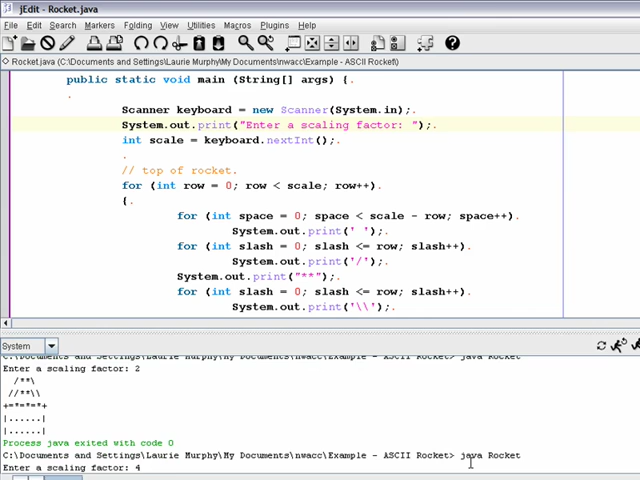 jEdit - Rocket.java
File Edit Search Markers Folding View Utilities Macros Plugins Help
Rocket.java (C:\Documents and Settings\Laurie Murphy\My Documents\nwacc\Example - ASCII Rocket\)
public static void main (String[] args) {.
.
Scanner keyboard = new Scanner(System.in);.
System.out.print("Enter a scaling factor: ");.
int scale = keyboard.nextInt();.
.
// top of rocket.
for (int row = 0; row < scale; row++).
{.
for (int space = 0; space < scale - row; space++).
System.out.print(' ');.
for (int slash = 0; slash <= row; slash++).
System.out.print('/');.
System.out.print("**");.
for (int slash = 0; slash <= row; slash++).
System.out.print('\\');.
System
C:\Documents and Settings\Laurie Murphy\My Documents\nwacc\Example - ASCII Rocket> java Rocket
Enter a scaling factor: 2
/**\
//**\\
+=*=*=*+
|......|
|......|
Process java exited with code 0
C:\Documents and Settings\Laurie Murphy\My Documents\nwacc\Example - ASCII Rocket> java Rocket
Enter a scaling factor: 4